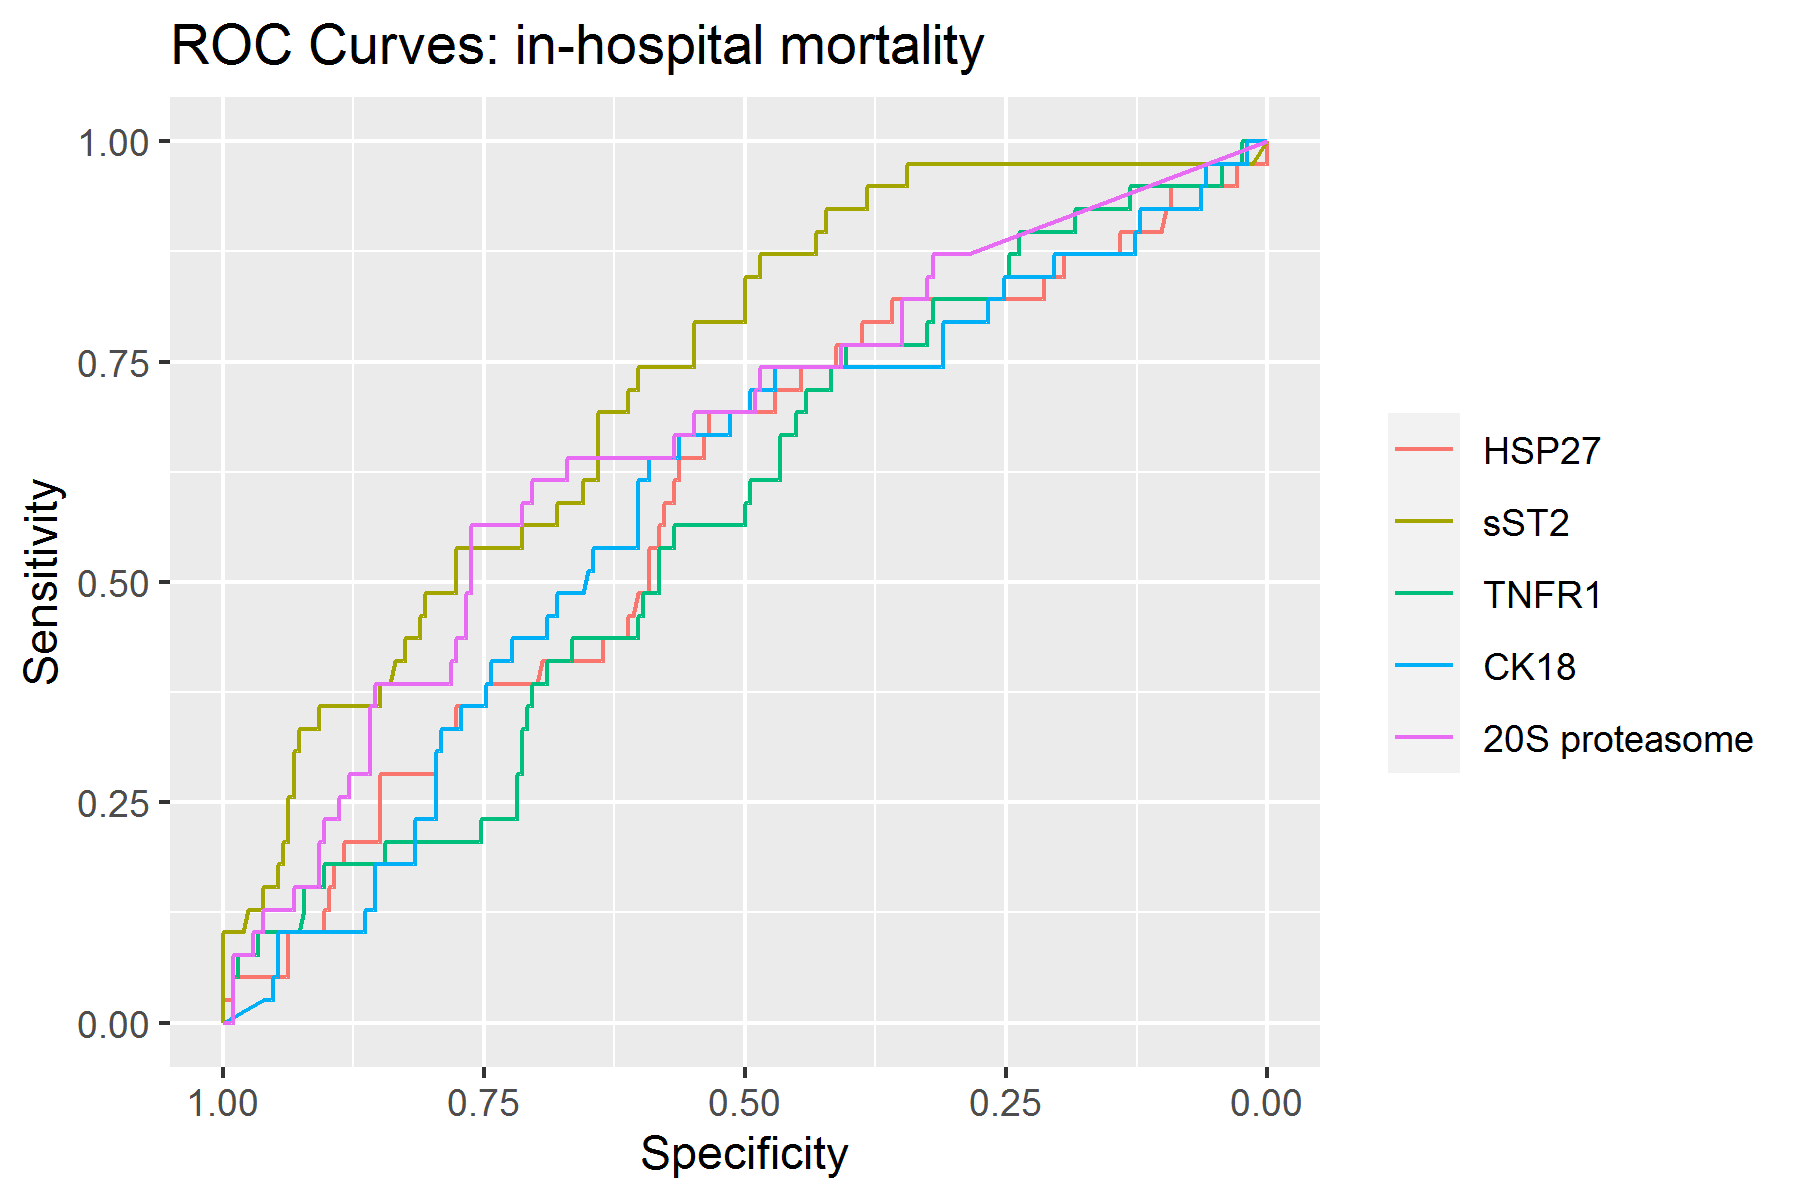 ROC Curves: in-hospital mortality
Sensitivity
1.00
0.75
0.50
0.25
0.00
1.00 0.75 0.50 0.25 0.00
Specificity
HSP27
sST2
TNFR1
CK18
20S proteasome